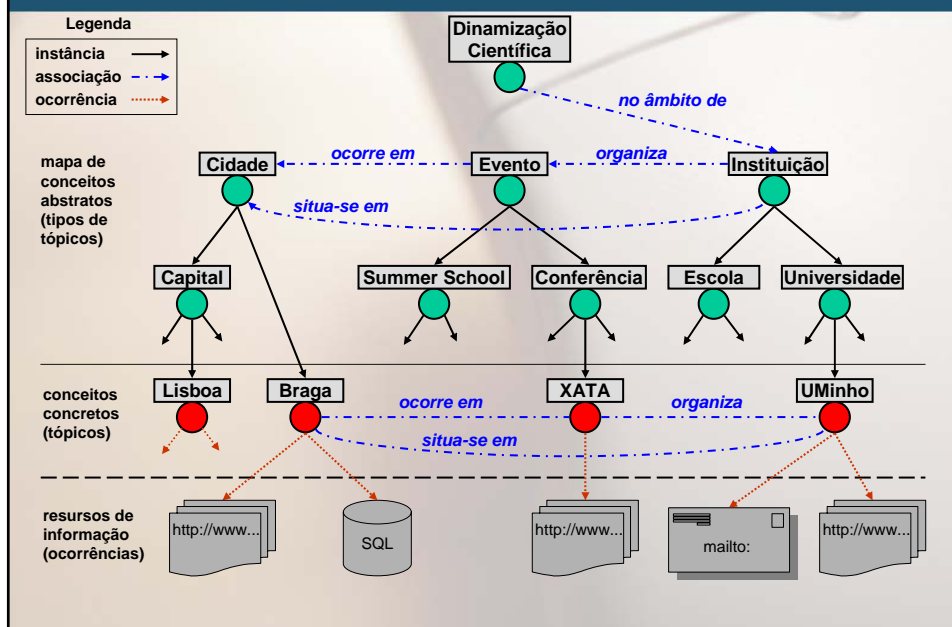 Legenda
instância
associação
ocorrência
Dinamização
Científica
no âmbito de
mapa de
conceitos
abstratos
(tipos de
tópicos)
Cidade
ocorre em
Evento
organiza
Instituição
situa-se em
Capital
Summer School
Conferência
Escola
Universidade
conceitos
concretos
(tópicos)
Lisboa
Braga
XATA
UMinho
ocorre em
organiza
situa-se em
resursos de
informação
(ocorrências)
http://www...
SQL
http://www...
mailto:
http://www...